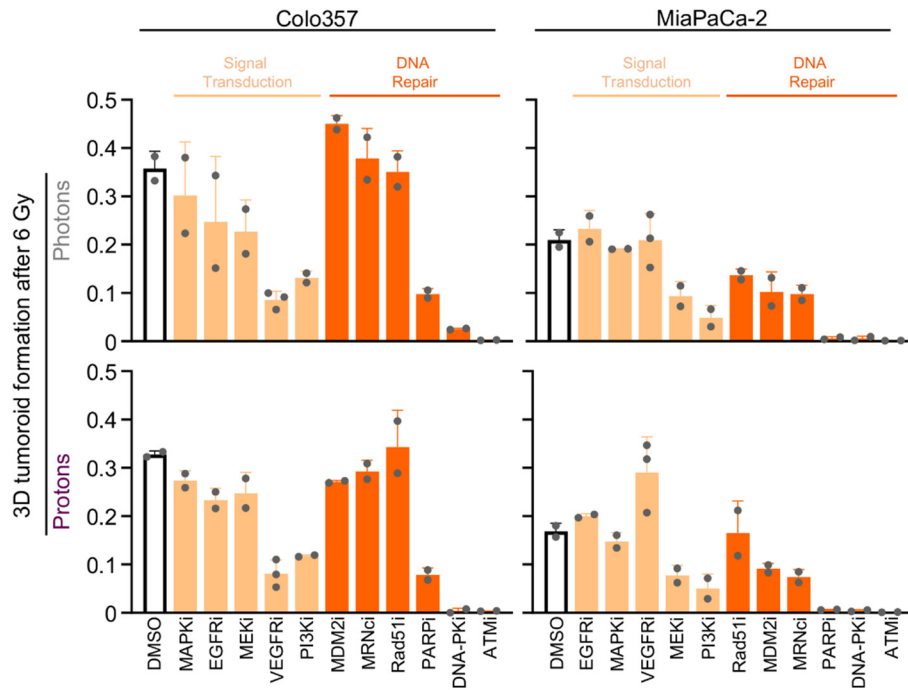 Colo357
MiaPaCa-2
Signal
Transduction
DNA
Repair
Signal
Transduction
DNA
Repair
3D tumoroid formation after 6 Gy
Photons
0.5
0.4
0.3
0.2
0.1
0
Protons
0.5
0.4
0.3
0.2
0.1
0
DMSO
MAPKi
EGFRi
MEKi
VEGFRi
PI3Ki
MDM2i
MRNci
Rad51i
PARPi
DNA-PKi
ATMi
DMSO
EGFRi
MAPKi
VEGFRi
MEKi
PI3Ki
Rad51i
MDM2i
MRNci
PARPi
DNA-PKi
ATMi